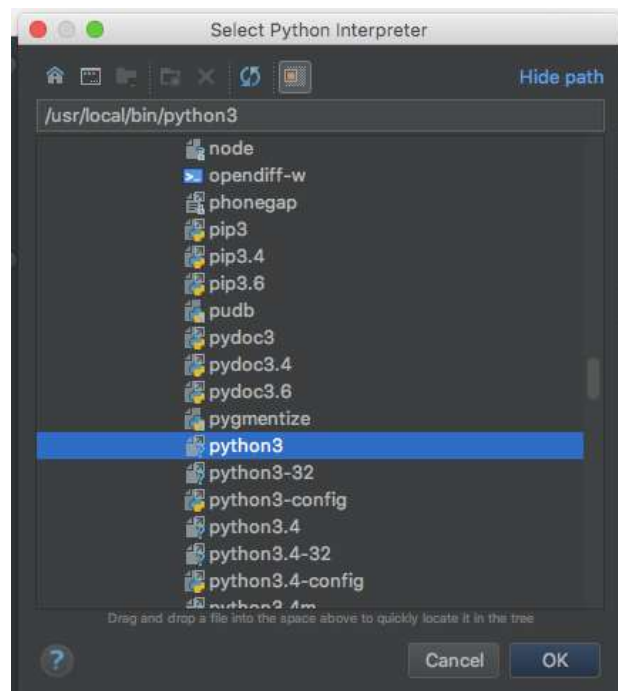 Select Python Interpreter
Hide path
/usr/local/bin/python3
node
opendiff-w
phonegap
pip3
pip3.4
pip3.6
pudb
pydoc3
pydoc3.4
pydoc3.6
pygmentize
python3
python3-32
python3-config
python3.4
python3.4-32
python3.4-config
python3.4m
Drag and drop a file into the space above to quickly locate it in the tree
?
Cancel
OK